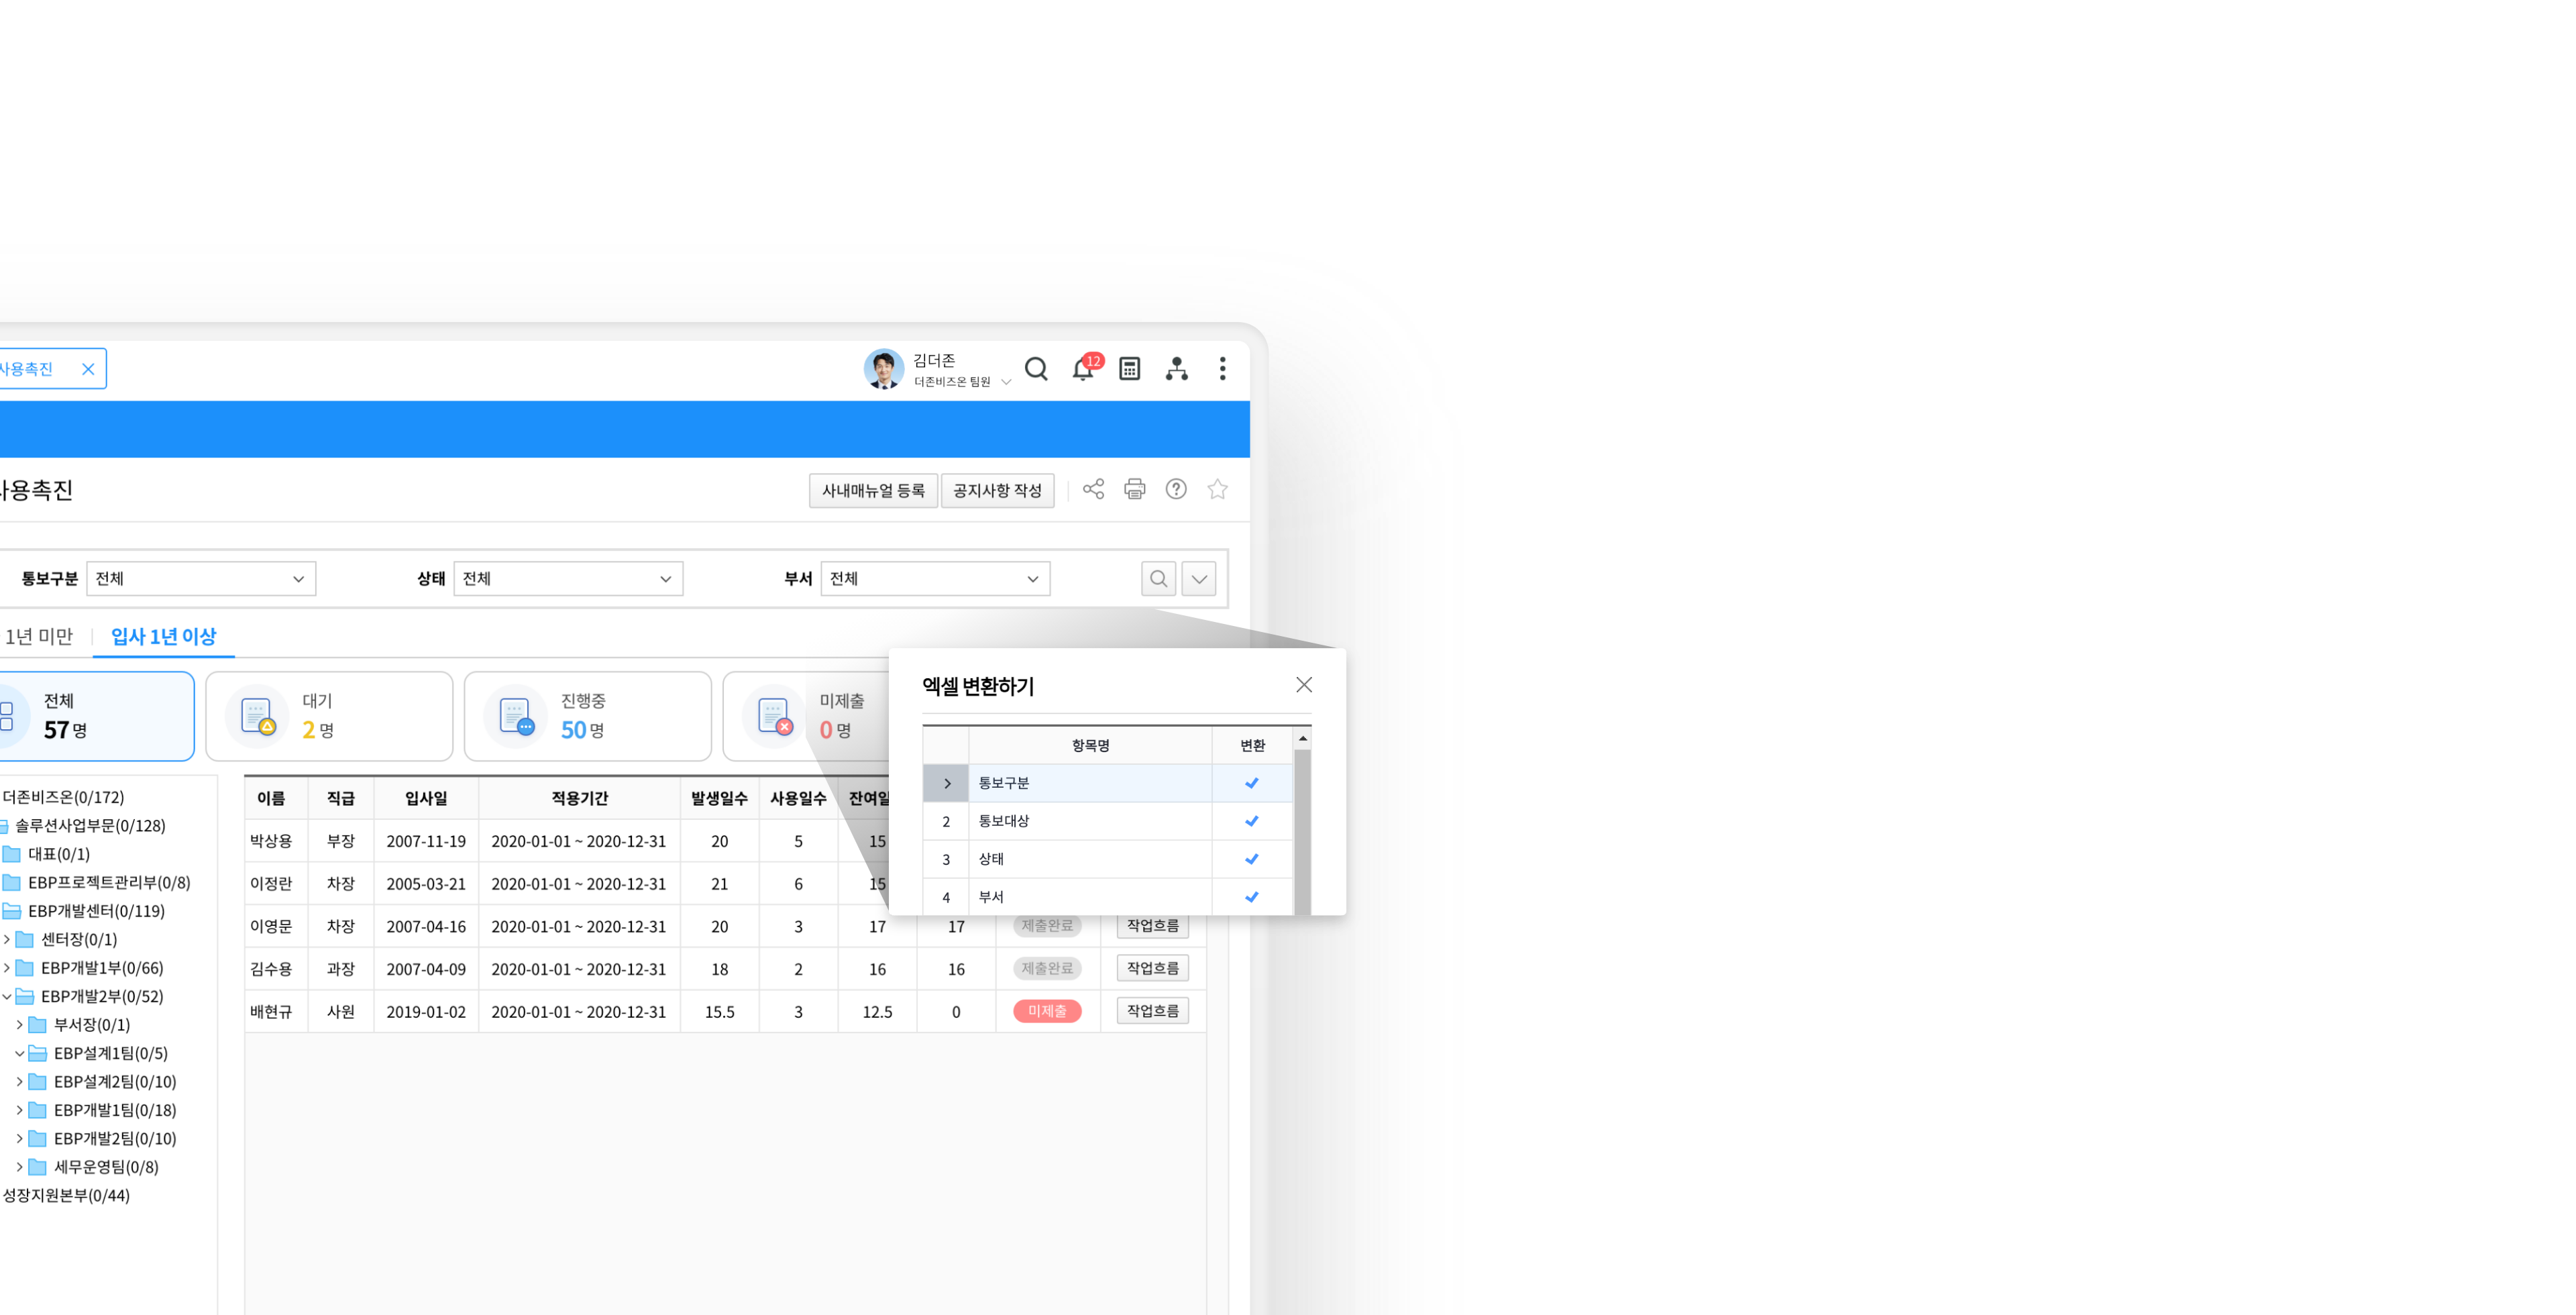 사용촉진
김더존
더존비즈온 팀원
12
사용촉진
사내매뉴얼 등록 공지사항 작성
통보구분 전체 상태 전체 부서 전체
1년 미만 입사 1년 이상
전체
57 명
대기
2 명
진행중
50 명
미제출
0 명
더존비즈온(0/172)
솔루션사업부문(0/128)
대표(0/1)
EBP프로젝트관리부(0/8)
EBP개발센터(0/119)
센터장(0/1)
EBP개발1부(0/66)
EBP개발2부(0/52)
부서장(0/1)
EBP설계1팀(0/5)
EBP설계2팀(0/10)
EBP개발1팀(0/18)
EBP개발2팀(0/10)
세무운영팀(0/8)
성장지원본부(0/44)
이름 직급 입사일 적용기간 발생일수 사용일수 잔여일
박상용 부장 2007-11-19 2020-01-01 ~ 2020-12-31 20 5 15
이정란 차장 2005-03-21 2020-01-01 ~ 2020-12-31 21 6 15
이영문 차장 2007-04-16 2020-01-01 ~ 2020-12-31 20 3 17 17 제출완료 작업흐름
김수용 과장 2007-04-09 2020-01-01 ~ 2020-12-31 18 2 16 16 제출완료 작업흐름
배현규 사원 2019-01-02 2020-01-01 ~ 2020-12-31 15.5 3 12.5 0 미제출 작업흐름
엑셀 변환하기
항목명 변환
통보구분
2 통보대상
3 상태
4 부서